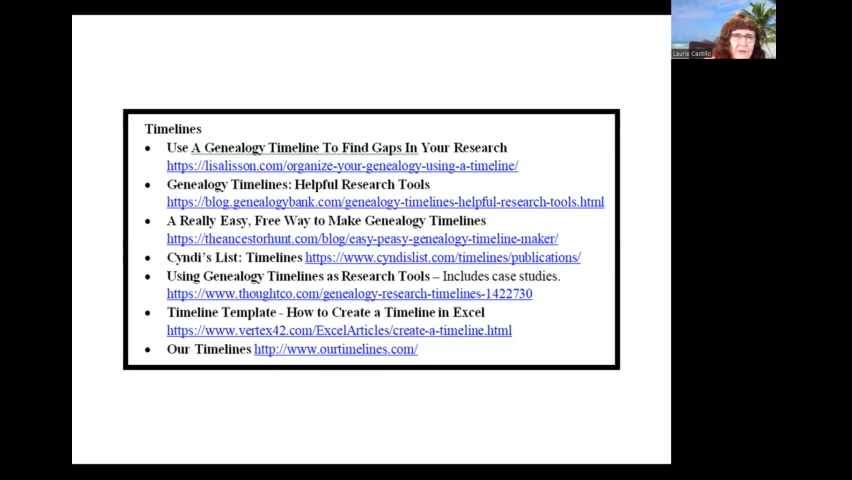 Timelines
• Use A Genealogy Timeline To Find Gaps In Your Research
https://lisalisson.com/organize-your-genealogy-using-a-timeline/
• Genealogy Timelines: Helpful Research Tools
https://blog.genealogybank.com/genealogy-timelines-helpful-research-tools.html
• A Really Easy, Free Way to Make Genealogy Timelines
https://theancestorhunt.com/blog/easy-peasy-genealogy-timeline-maker/
• Cyndi's List: Timelines https://www.cyndislist.com/timelines/publications/
• Using Genealogy Timelines as Research Tools – Includes case studies.
https://www.thoughtco.com/genealogy-research-timelines-1422730
• Timeline Template - How to Create a Timeline in Excel
https://www.vertex42.com/ExcelArticles/create-a-timeline.html
• Our Timelines http://www.ourtimelines.com/
Laurie Castillo